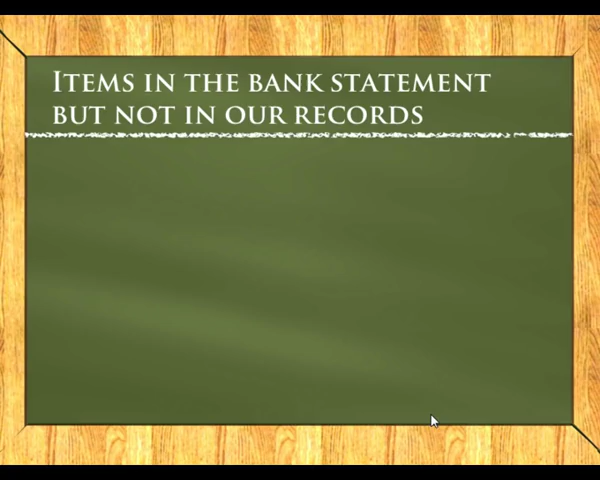 Items in the bank statement
but not in our records